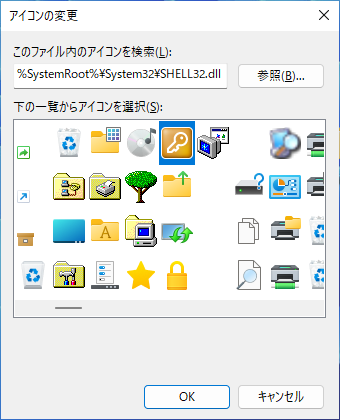 アイコンの変更
このファイル内のアイコンを検索(L):
%SystemRoot%¥System32¥SHELL32.dll
参照(B)...
下の一覧からアイコンを選択(S):
A
OK
キャンセル